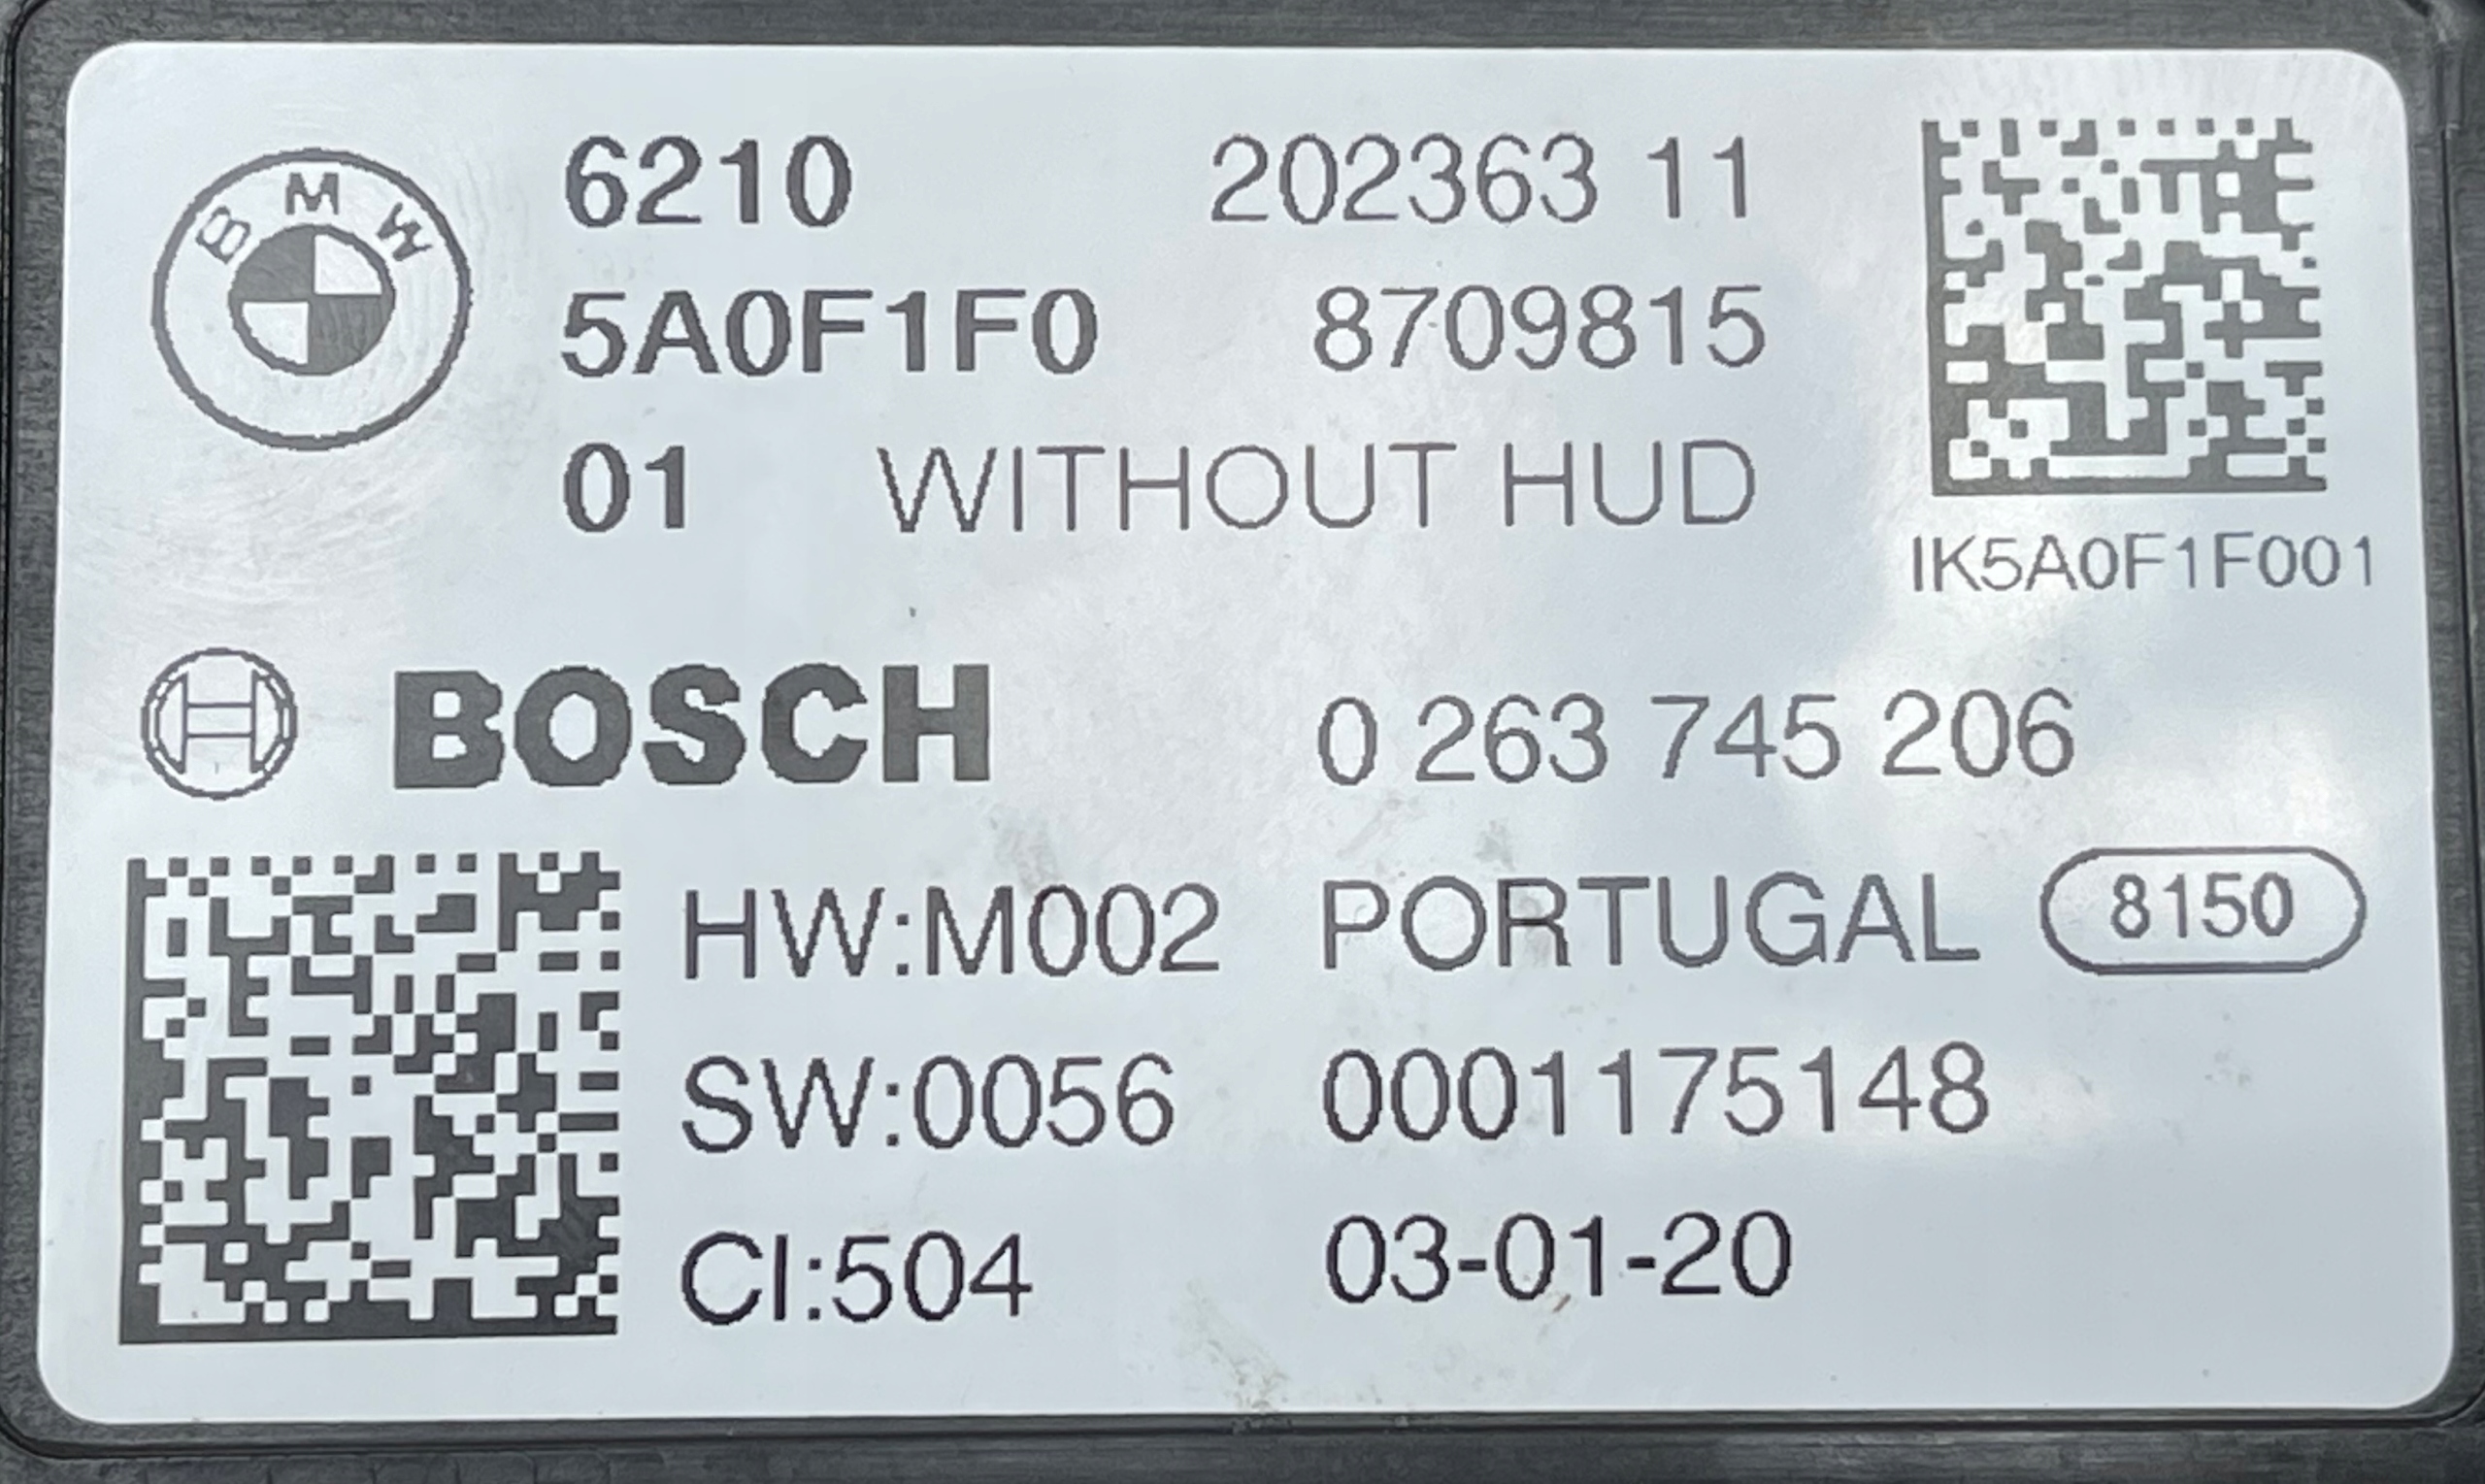 BMW
6210 202363 11
5A0F1F0 8709815
01 WITHOUT HUD
IK5A0F1F001
BOSCH 0 263 745 206
HW:M002 PORTUGAL 8150
SW:0056 0001175148
CI:504 03-01-20